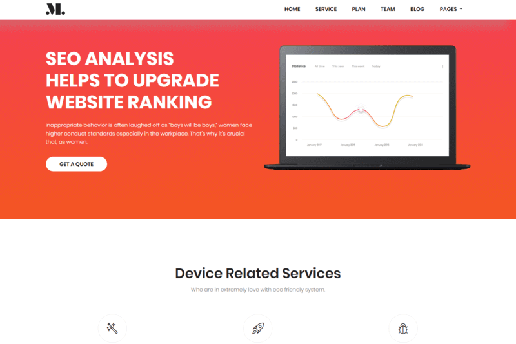 M.
HOME SERVICE PLAN TEAM BLOG PAGES
SEO ANALYSIS
HELPS TO UPGRADE
WEBSITE RANKING
inappropriate behavior is often laughed off as "boys will be boys," women face
higher conduct standards especially in the workplace. That's why it's crucial
that, as women.
GET A QUOTE
Device Related Services
Who are in extremely love with eco friendly system.